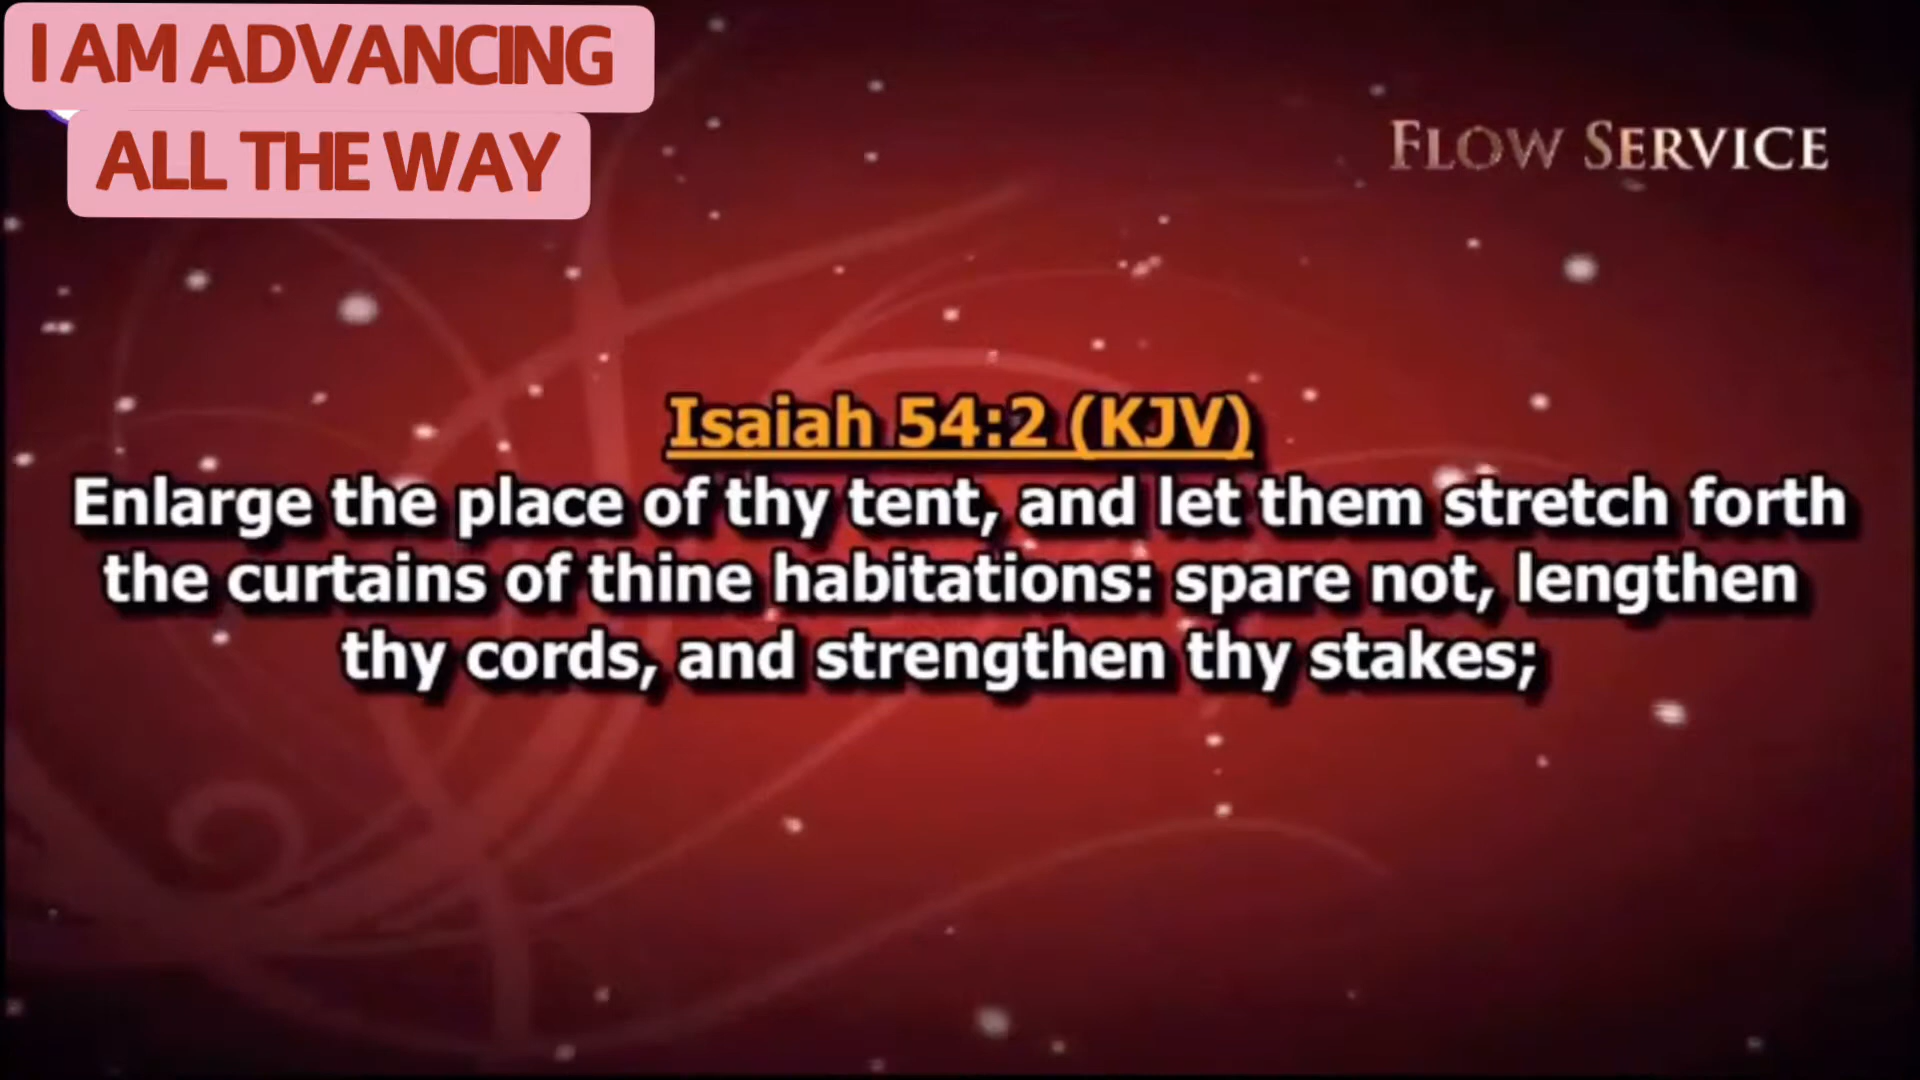 I AM ADVANCING
ALL THE WAY
FLOW SERVICE
Isaiah 54:2 (KJV)
Enlarge the place of thy tent, and let them stretch forth
the curtains of thine habitations: spare not, lengthen
thy cords, and strengthen thy stakes;